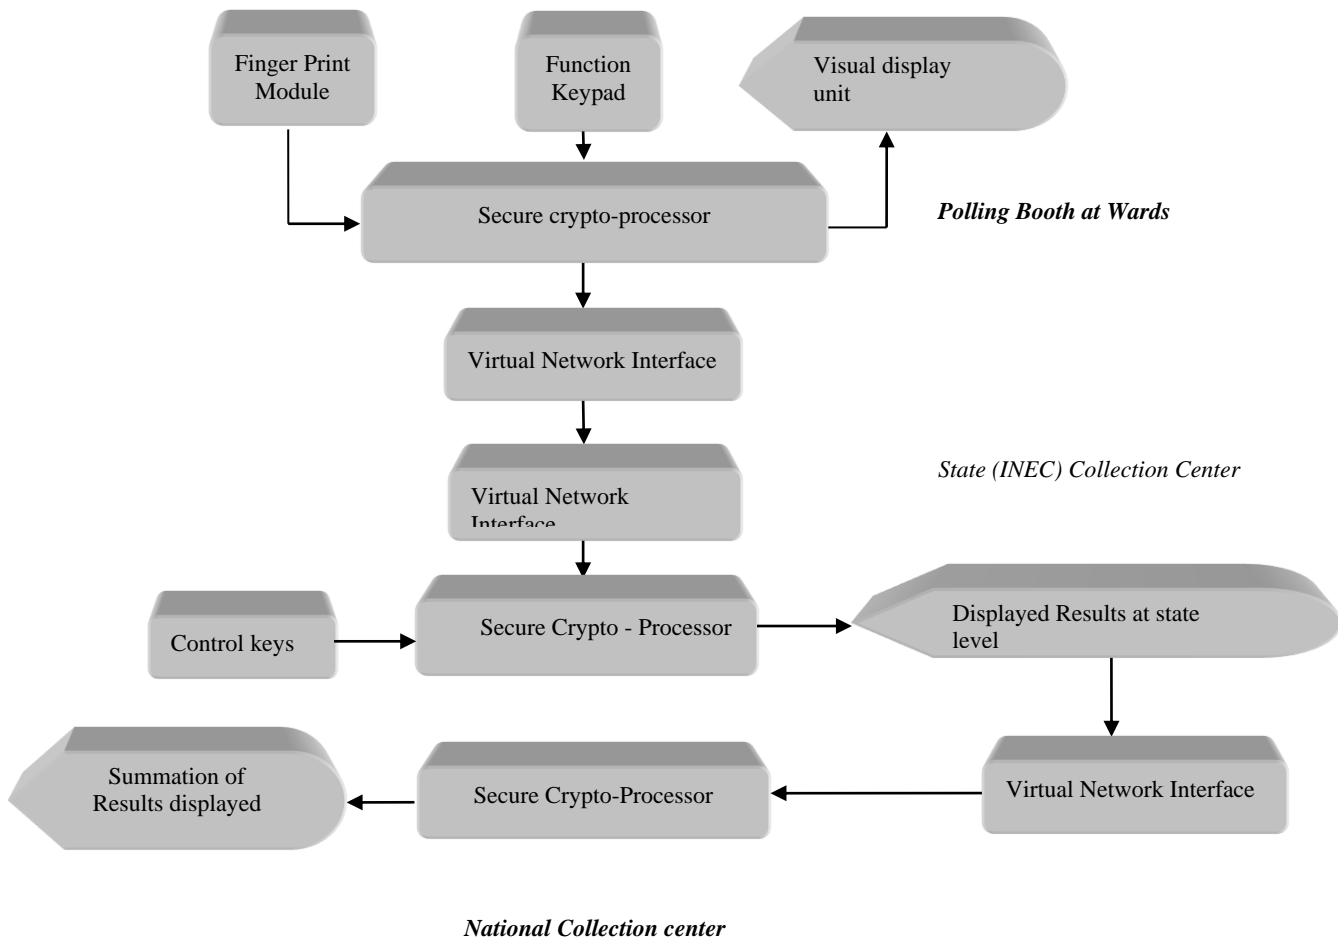 Finger Print
Module
Function
Keypad
Visual display
unit
Secure crypto-processor
Polling Booth at Wards
Virtual Network Interface
State (INEC) Collection Center
Virtual Network
Interface
Control keys
Secure Crypto - Processor
Displayed Results at state
level
Summation of
Results displayed
Secure Crypto-Processor
Virtual Network Interface
National Collection center